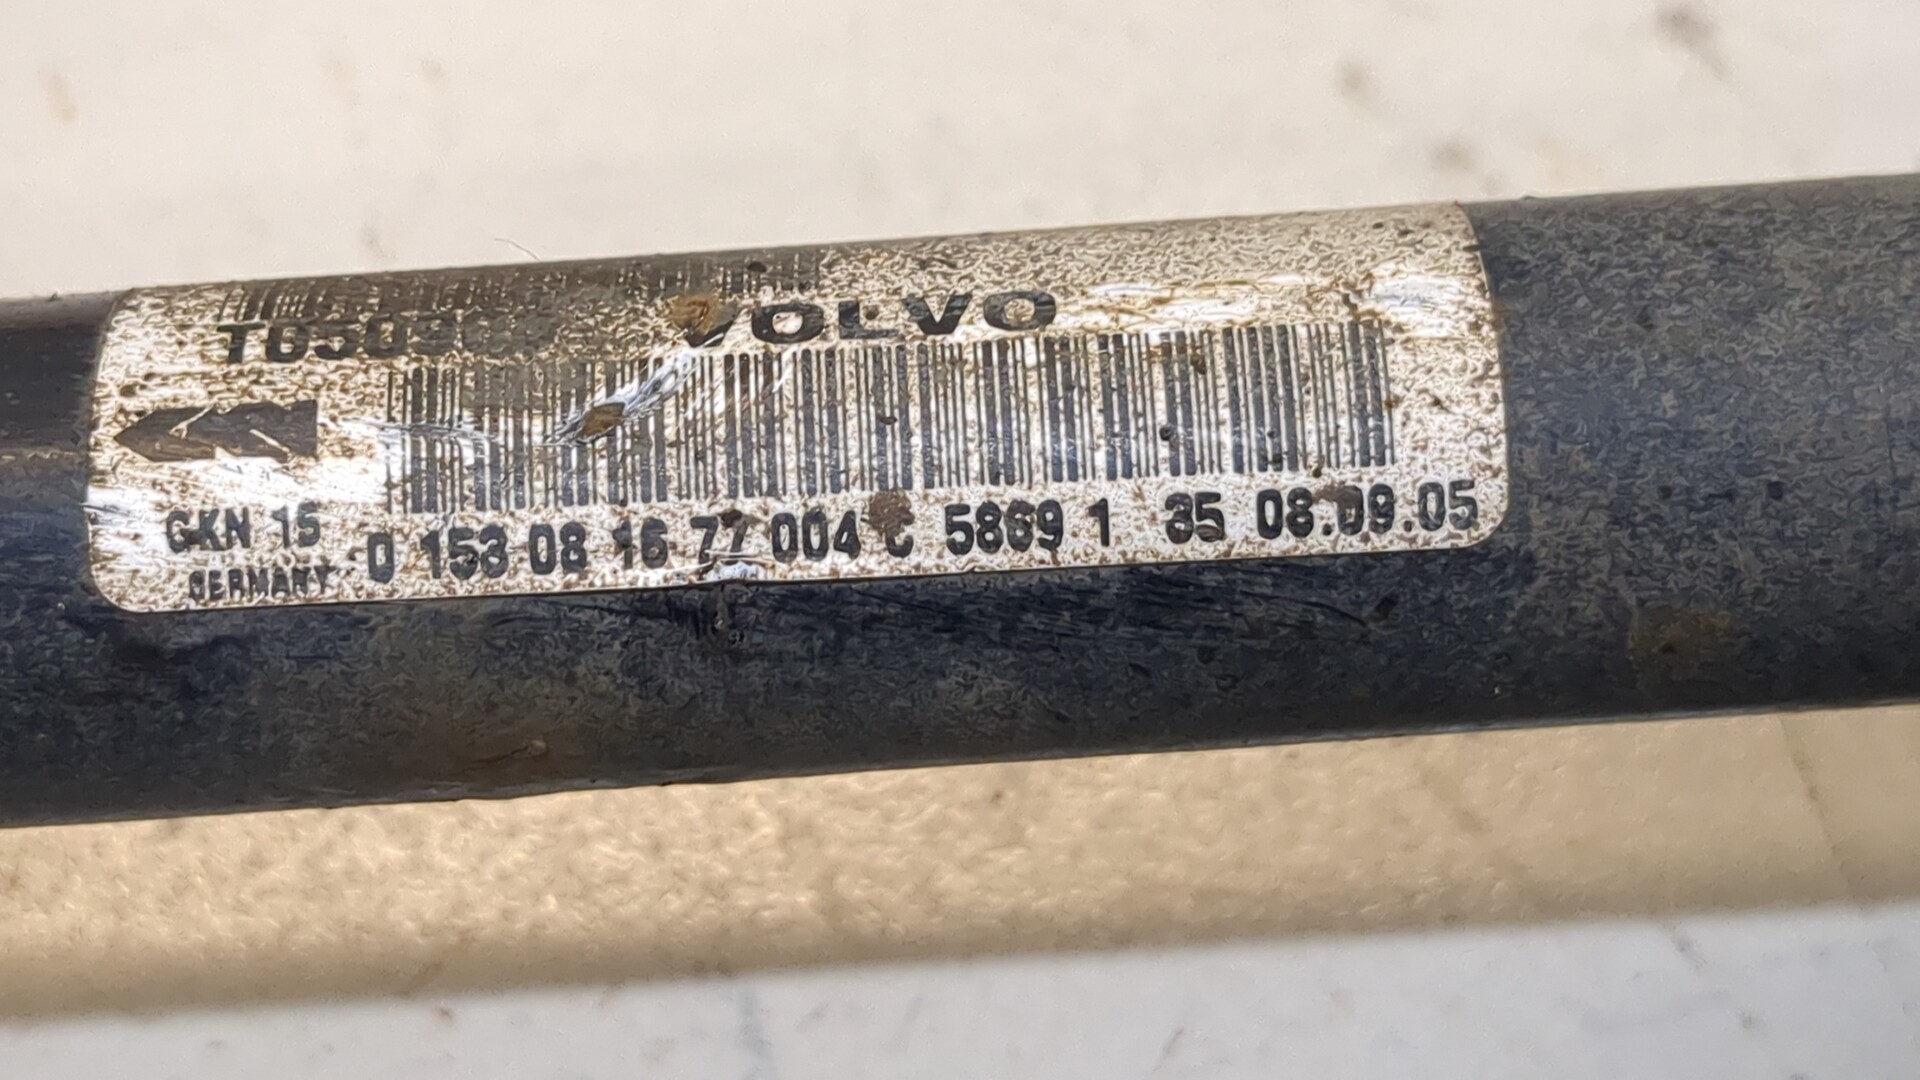 VOLVO
GKN 15
GERMANY
0 153 08 16 77 004 C 5869 1 35 08.09.05